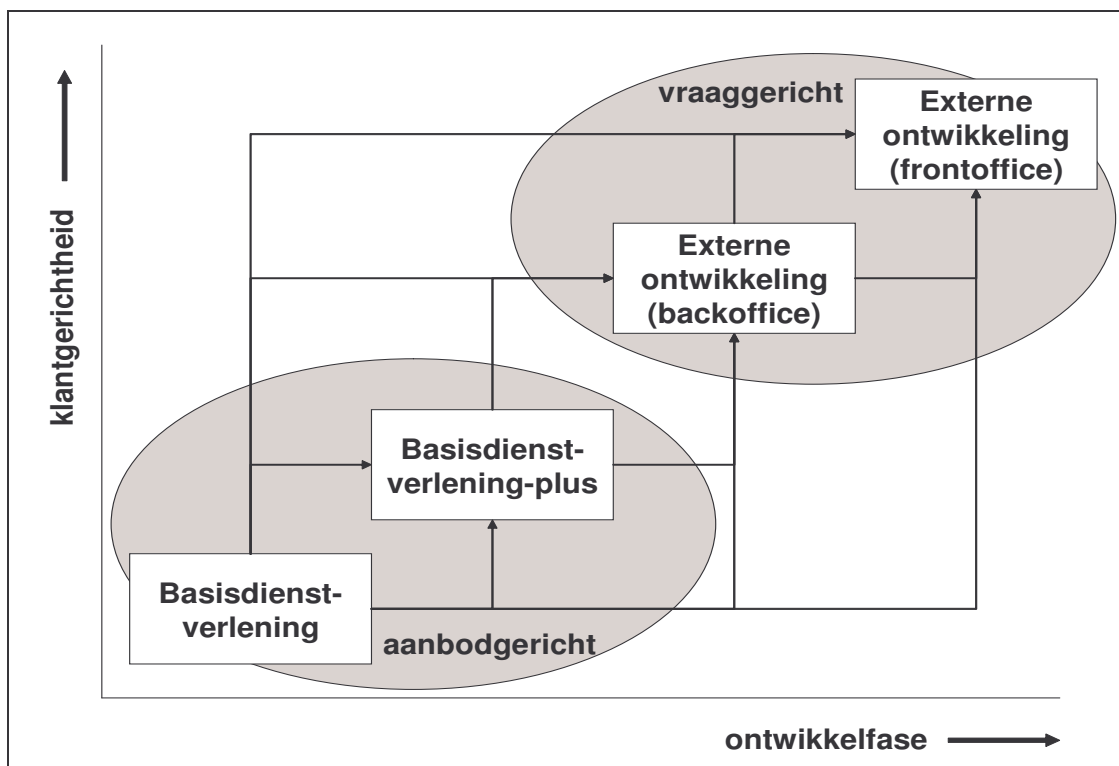 vraaggericht
Externe
ontwikkeling
(frontoffice)
Externe
ontwikkeling
(backoffice)
klantgerichtheid
Basisdienst-
verlening-plus
Basisdienst-
verlening
aanbodgericht
ontwikkelfase